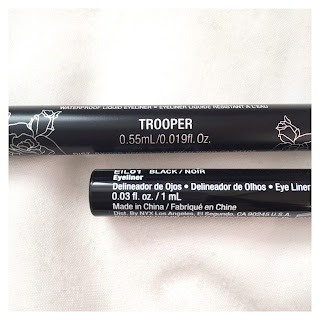 WATERPROOF LIQUID EYELINER • EYELINER LIQUIDE RÉSISTANT À L'EAU
TROOPER
0.55mL/0.019fl.Oz.
EIL01 BLACK/NOIR
Eyeliner
Delineador de Ojos • Delineador de Olhos • Eye Liner
0.03 fl. oz./ 1 mL
Made in China / Fabriqué en Chine
Dist. By NYX Los Angeles, El Segundo, CA 90245 U.S.A.